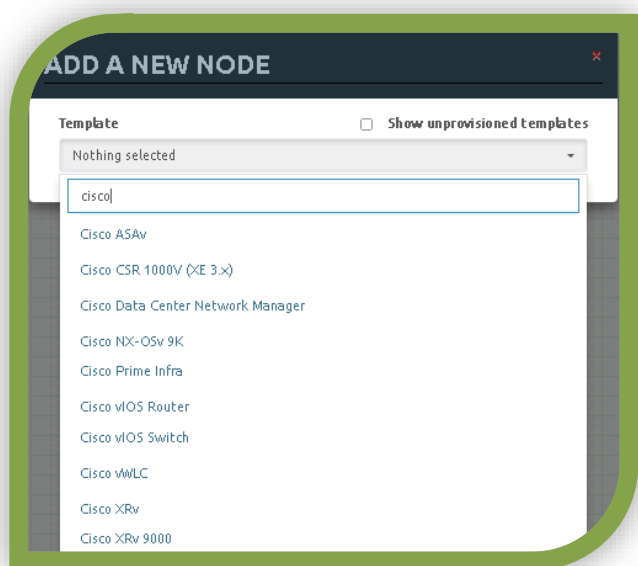 ADD A NEW NODE ×
Template Show unprovisioned templates
Nothing selected
cisco
Cisco ASAv
Cisco CSR 1000V (XE 3.x)
Cisco Data Center Network Manager
Cisco NX-OSv 9K
Cisco Prime Infra
Cisco vIOS Router
Cisco vIOS Switch
Cisco vWLC
Cisco XRv
Cisco XRv 9000